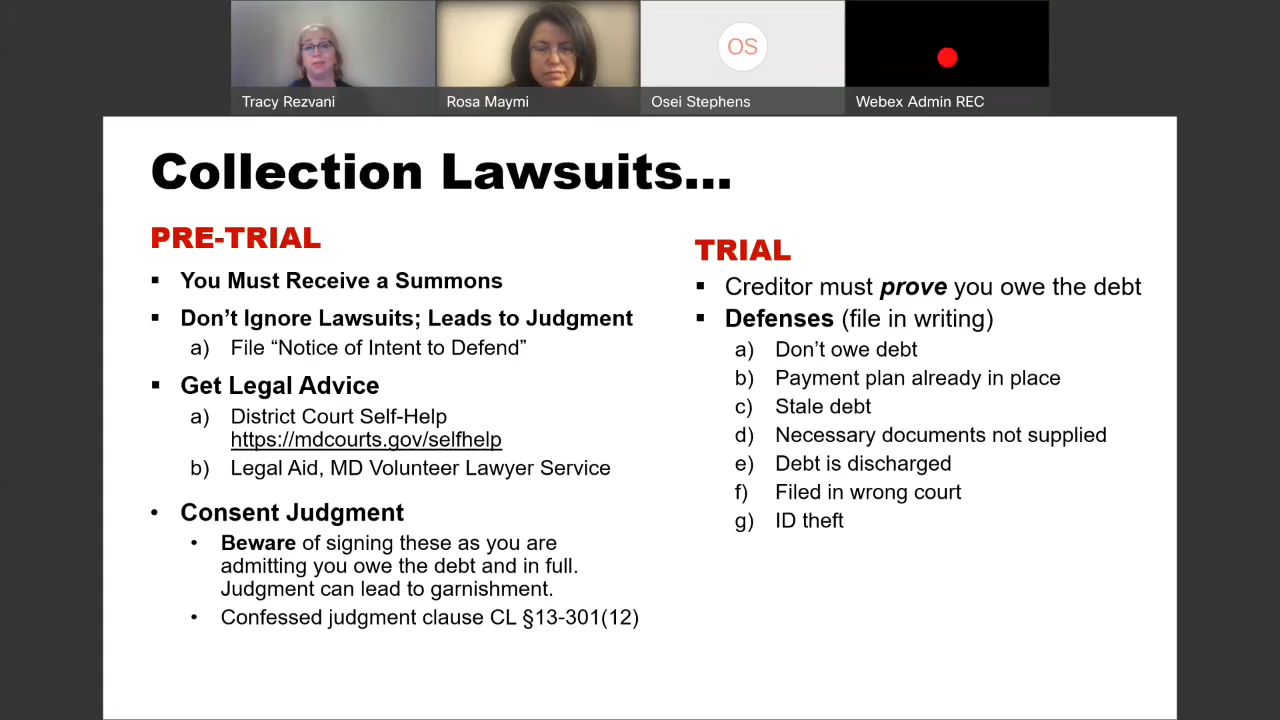 Tracy Rezvani
Rosa Maymi
OS
Osei Stephens
Webex Admin REC
Collection Lawsuits...
PRE-TRIAL
▪ You Must Receive a Summons
▪ Don’t Ignore Lawsuits; Leads to Judgment
a) File “Notice of Intent to Defend”
▪ Get Legal Advice
a) District Court Self-Help
https://mdcourts.gov/selfhelp
b) Legal Aid, MD Volunteer Lawyer Service
• Consent Judgment
• Beware of signing these as you are
admitting you owe the debt and in full.
Judgment can lead to garnishment.
• Confessed judgment clause CL §13-301(12)
TRIAL
▪ Creditor must prove you owe the debt
▪ Defenses (file in writing)
a) Don’t owe debt
b) Payment plan already in place
c) Stale debt
d) Necessary documents not supplied
e) Debt is discharged
f) Filed in wrong court
g) ID theft